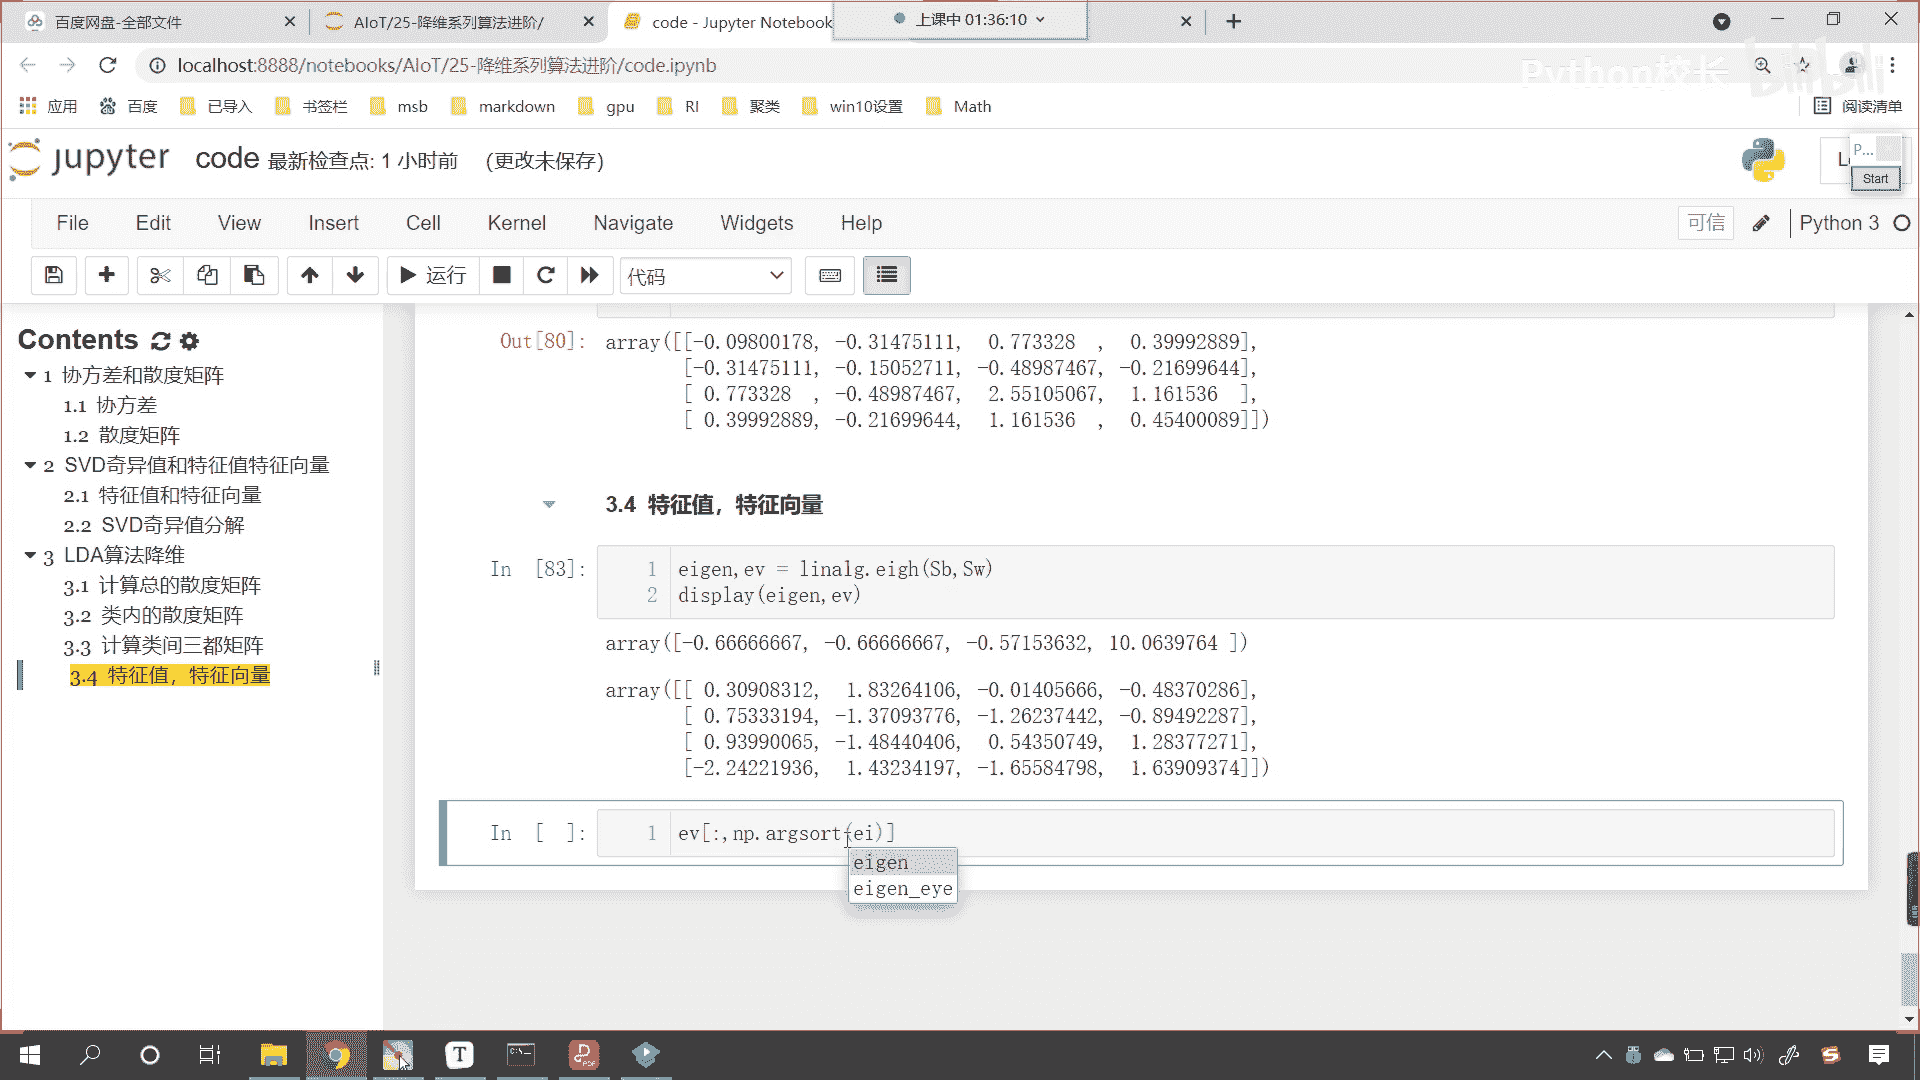 百度网盘-全部文件
AIoT/25-降维系列算法进阶/
code - Jupyter Notebook
上课中 01:36:10
localhost:8888/notebooks/AIoT/25-降维系列算法进阶/code.ipynb
Python校长
bilibili
应用 百度 已导入 书签栏 msb markdown gpu RI 聚类 win10设置 Math 阅读清单
jupyter code 最新检查点: 1 小时前 (更改未保存)
P...
Start
File Edit View Insert Cell Kernel Navigate Widgets Help 可信 Python 3
运行 代码
Contents
1 协方差和散度矩阵
1.1 协方差
1.2 散度矩阵
2 SVD奇异值和特征值特征向量
2.1 特征值和特征向量
2.2 SVD奇异值分解
3 LDA算法降维
3.1 计算总的散度矩阵
3.2 类内的散度矩阵
3.3 计算类间三都矩阵
3.4 特征值，特征向量
Out[80]: array([[-0.09800178, -0.31475111, 0.773328 , 0.39992889],
[-0.31475111, -0.15052711, -0.48987467, -0.21699644],
[ 0.773328 , -0.48987467, 2.55105067, 1.161536 ],
[ 0.39992889, -0.21699644, 1.161536 , 0.45400089]])
3.4 特征值，特征向量
In [83]: 1 eigen,ev = linalg.eigh(Sb,Sw)
2 display(eigen,ev)
array([-0.66666667, -0.66666667, -0.57153632, 10.0639764 ])
array([[ 0.30908312, 1.83264106, -0.01405666, -0.48370286],
[ 0.75333194, -1.37093776, -1.26237442, -0.89492287],
[ 0.93990065, -1.48440406, 0.54350749, 1.28377271],
[-2.24221936, 1.43234197, -1.65584798, 1.63909374]])
In [ ]: 1 ev[:,np.argsort(ei)]
eigen
eigen_eye